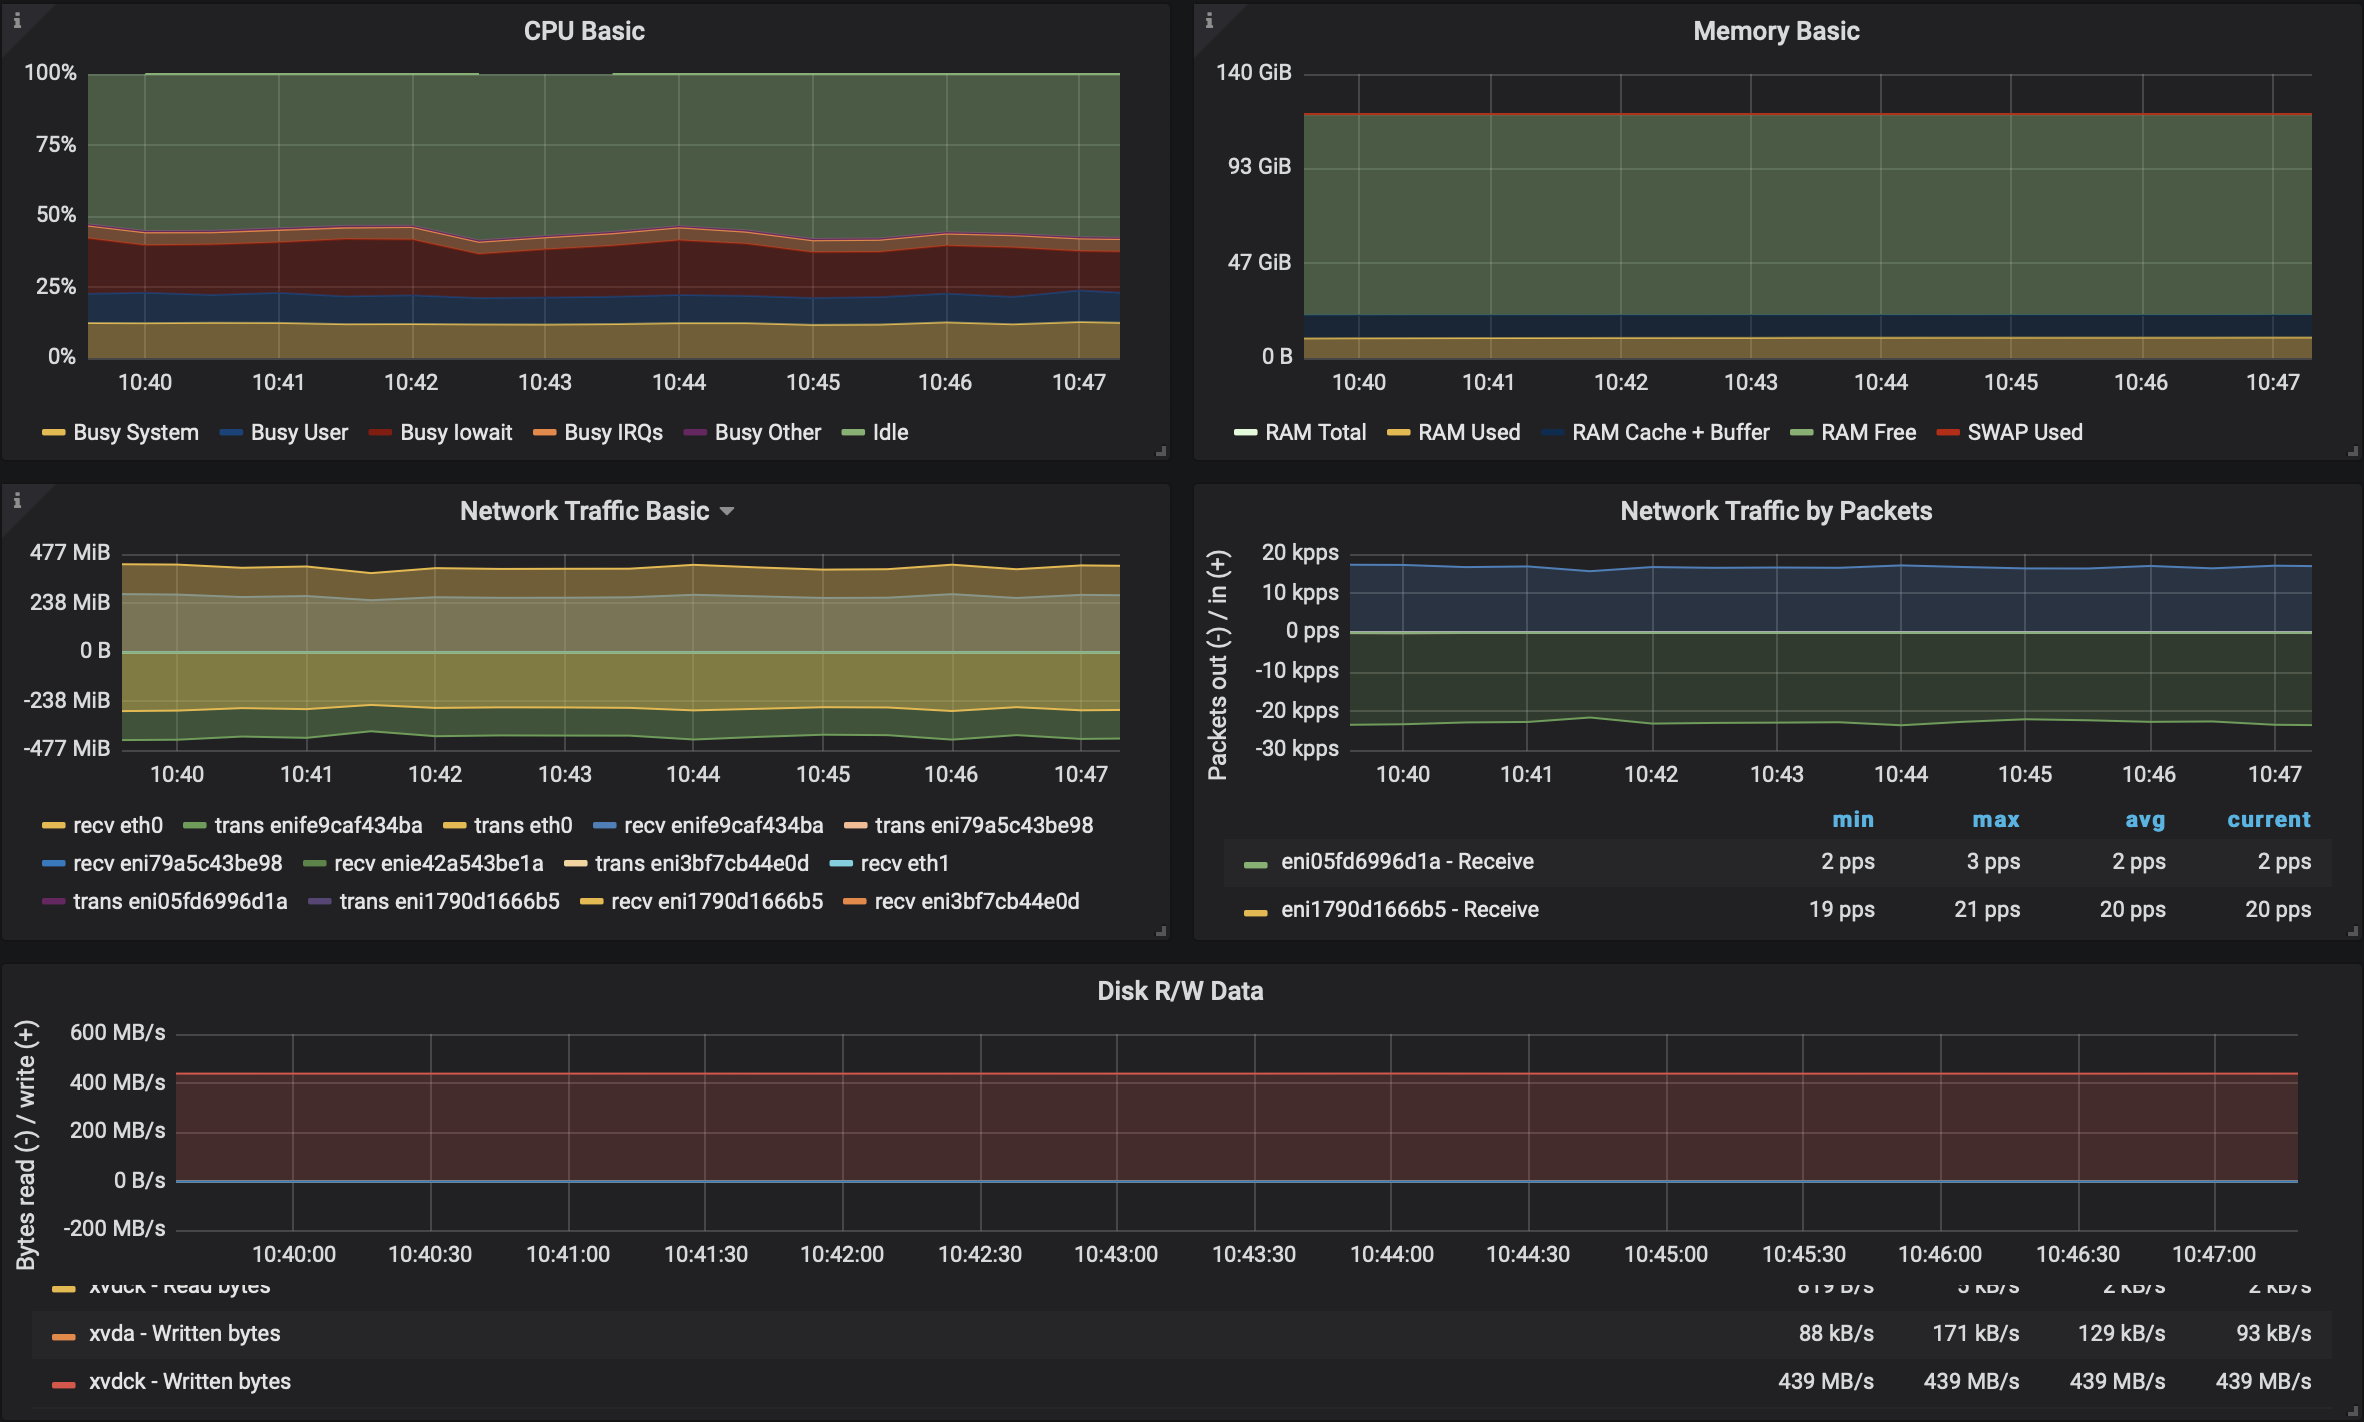 CPU Basic
100%
75%
50%
25%
0%
10:40 10:41 10:42 10:43 10:44 10:45 10:46 10:47
Busy System Busy User Busy Iowait Busy IRQs Busy Other Idle
Memory Basic
140 GiB
93 GiB
47 GiB
0 B
10:40 10:41 10:42 10:43 10:44 10:45 10:46 10:47
RAM Total RAM Used RAM Cache + Buffer RAM Free SWAP Used
Network Traffic Basic
477 MiB
238 MiB
0 B
-238 MiB
-477 MiB
10:40 10:41 10:42 10:43 10:44 10:45 10:46 10:47
recv eth0 trans enife9caf434ba trans eth0 recv enife9caf434ba trans eni79a5c43be98
recv eni79a5c43be98 recv enie42a543be1a trans eni3bf7cb44e0d recv eth1
trans eni05fd6996d1a trans eni1790d1666b5 recv eni1790d1666b5 recv eni3bf7cb44e0d
Network Traffic by Packets
Packets out (-) / in (+)
20 kpps
10 kpps
0 pps
-10 kpps
-20 kpps
-30 kpps
10:40 10:41 10:42 10:43 10:44 10:45 10:46 10:47
min max avg current
eni05fd6996d1a - Receive 2 pps 3 pps 2 pps 2 pps
eni1790d1666b5 - Receive 19 pps 21 pps 20 pps 20 pps
Disk R/W Data
Bytes read (-) / write (+)
600 MB/s
400 MB/s
200 MB/s
0 B/s
-200 MB/s
10:40:00 10:40:30 10:41:00 10:41:30 10:42:00 10:42:30 10:43:00 10:43:30 10:44:00 10:44:30 10:45:00 10:45:30 10:46:00 10:46:30 10:47:00
xvdck - Read bytes 819 B/s 5 kB/s 2 kB/s 2 kB/s
xvda - Written bytes 88 kB/s 171 kB/s 129 kB/s 93 kB/s
xvdck - Written bytes 439 MB/s 439 MB/s 439 MB/s 439 MB/s